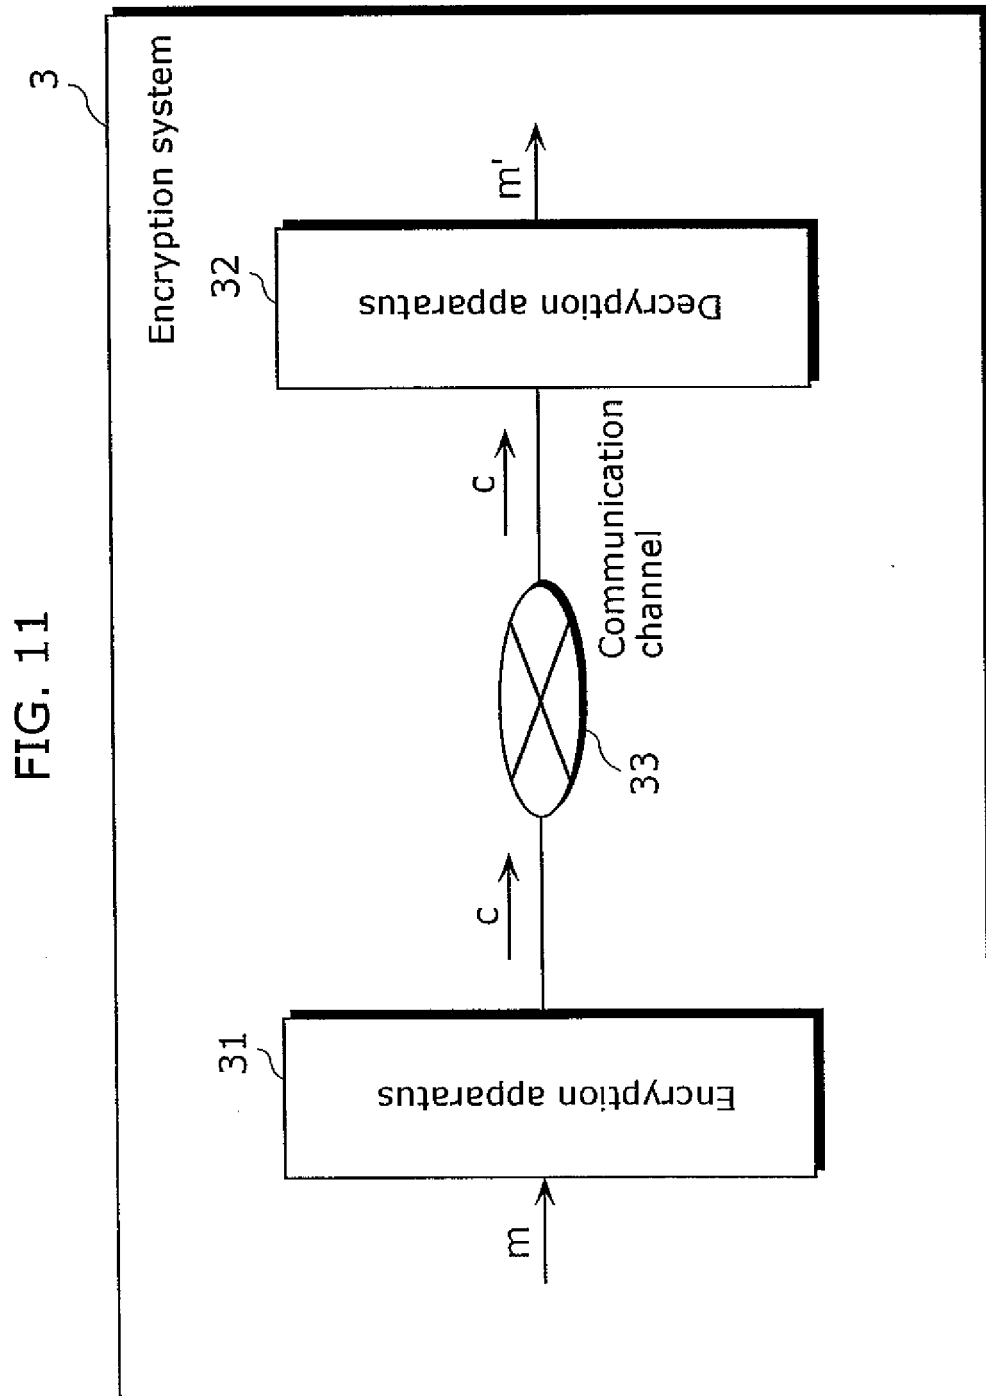 FIG. 11
3
Encryption system
31
32
Encryption apparatus
Decryption apparatus
m
c
c
m'
33
Communication
channel